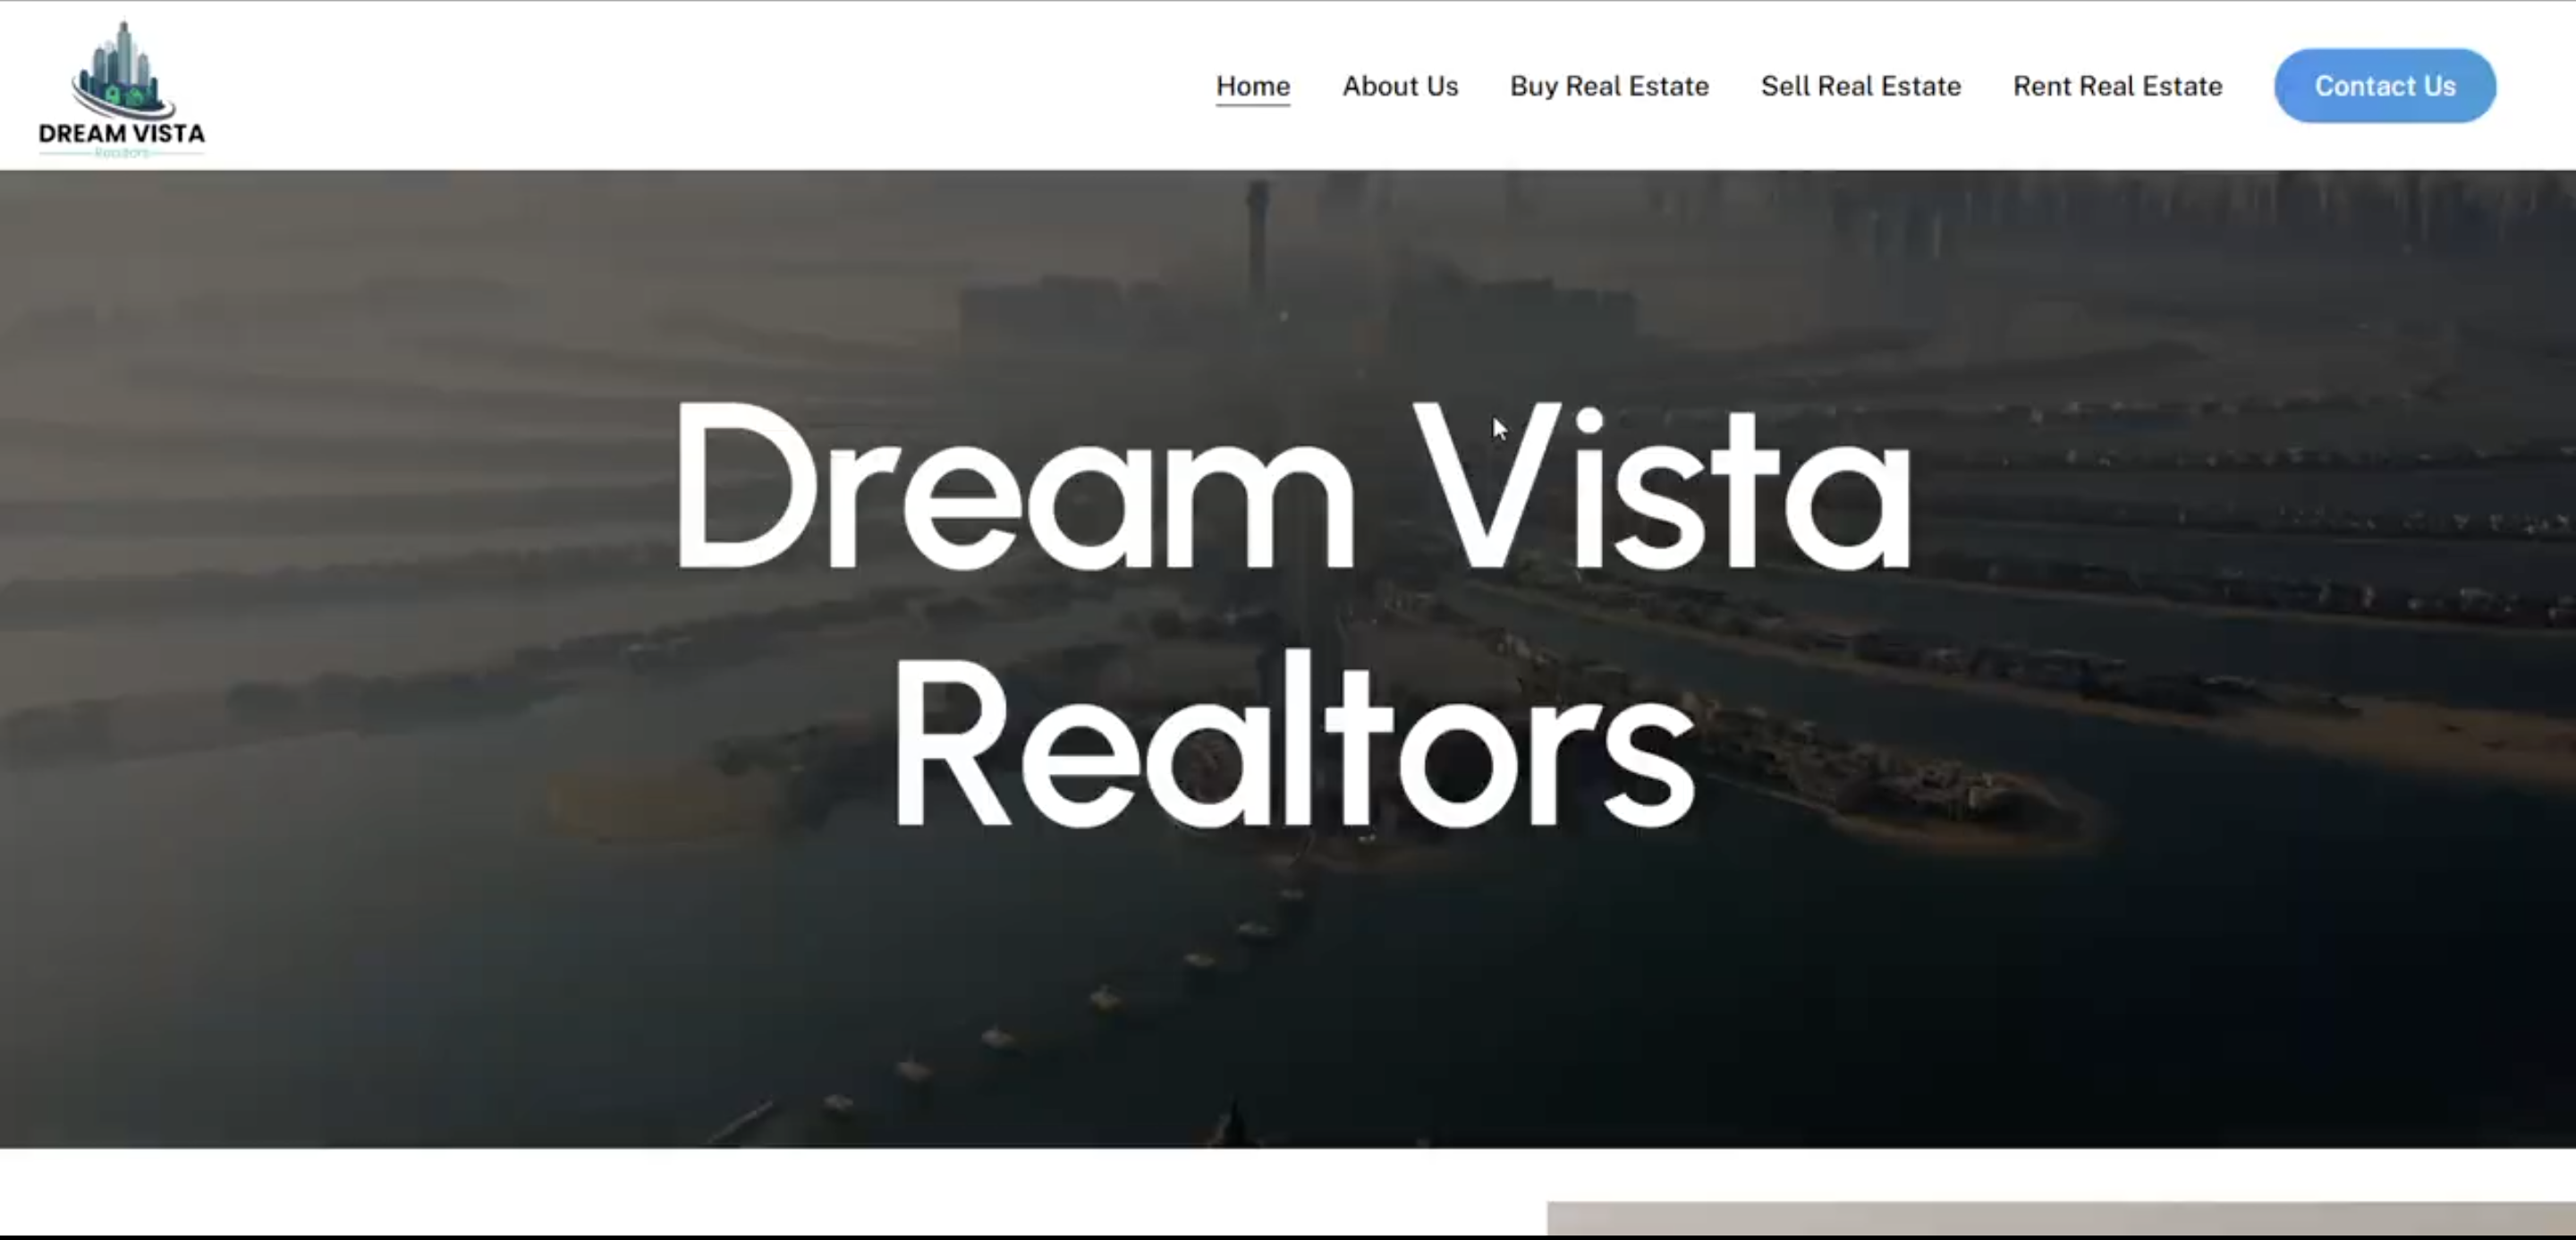 DREAM VISTA
Realtors
Home
About Us
Buy Real Estate
Sell Real Estate
Rent Real Estate
Contact Us
Dream Vista
Realtors